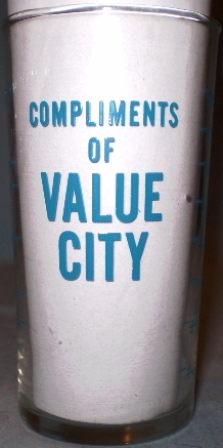 COMPLIMENTS
OF
VALUE
CITY